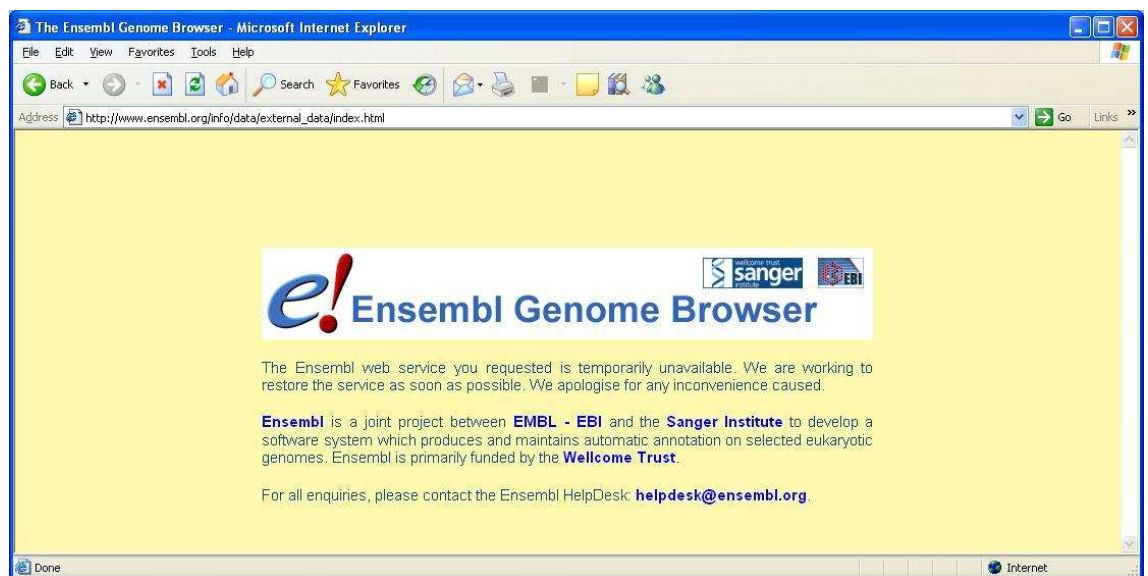 The Ensembl Genome Browser - Microsoft Internet Explorer
File Edit View Favorites Tools Help
Back Search Favorites
Address http://www.ensembl.org/info/data/external_data/index.html Go Links »
wellcome trust
sanger
institute
EBI
e! Ensembl Genome Browser
The Ensembl web service you requested is temporarily unavailable. We are working to
restore the service as soon as possible. We apologise for any inconvenience caused.
Ensembl is a joint project between EMBL - EBI and the Sanger Institute to develop a
software system which produces and maintains automatic annotation on selected eukaryotic
genomes. Ensembl is primarily funded by the Wellcome Trust.
For all enquiries, please contact the Ensembl HelpDesk: helpdesk@ensembl.org.
Done Internet